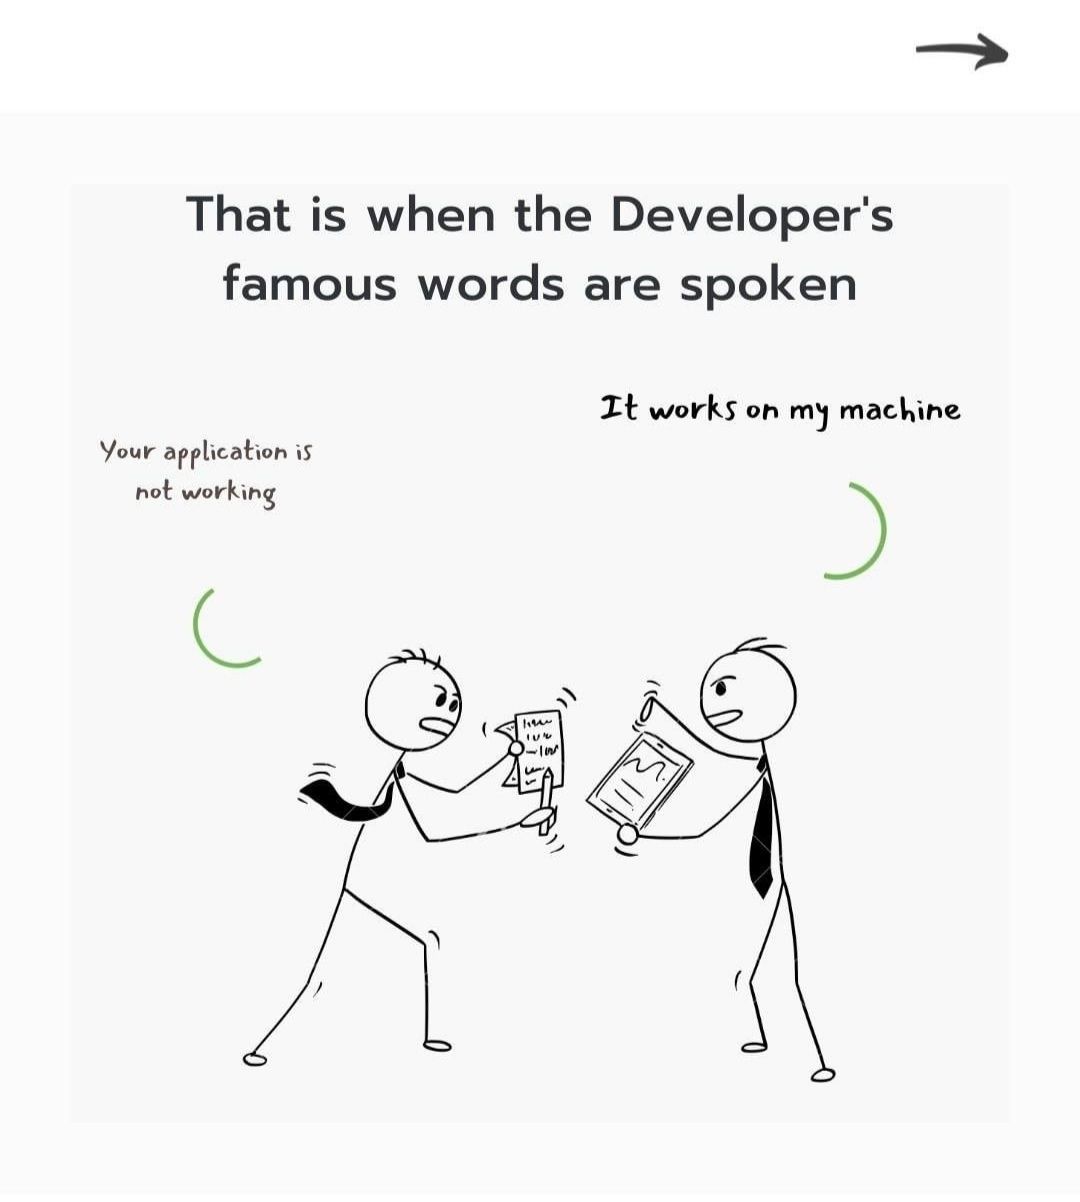 That is when the Developer's
famous words are spoken
It works on my machine
Your application is
not working